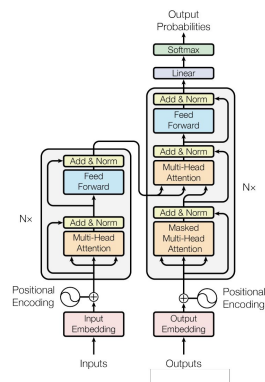 Output
Probabilities
Softmax
Linear
Add & Norm
Feed
Forward
Add & Norm
Multi-Head
Attention
Add & Norm
Masked
Multi-Head
Attention
N×
Add & Norm
Feed
Forward
Add & Norm
Multi-Head
Attention
N×
Positional
Encoding
Positional
Encoding
Input
Embedding
Output
Embedding
Inputs
Outputs